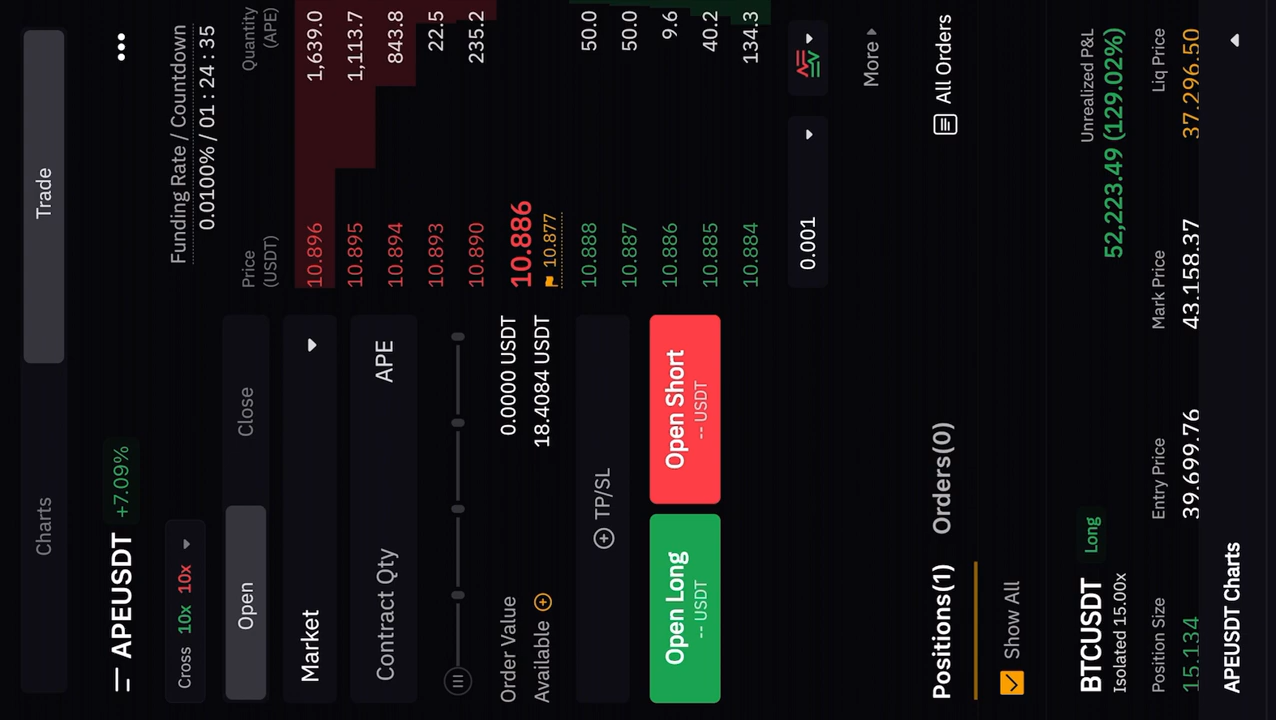 Charts Trade
APEUSDT +7.09%
Cross 10x 10x
Funding Rate / Countdown
0.0100% / 01 : 24 : 35
Open Close
Market
Contract Qty APE
Order Value 0.0000 USDT
Available 18.4084 USDT
TP/SL
Open Long
-- USDT
Open Short
-- USDT
Price Quantity
(USDT) (APE)
10.896 1,639.0
10.895 1,113.7
10.894 843.8
10.893 22.5
10.890 235.2
10.886
10.877
10.888 50.0
10.887 50.0
10.886 9.6
10.885 40.2
10.884 134.3
0.001
More
Positions(1) Orders(0) All Orders
Show All
BTCUSDT Long Unrealized P&L
Isolated 15.00x 52,223.49 (129.02%)
Position Size Entry Price Mark Price Liq Price
15.134 39,699.76 43,158.37 37,296.50
APEUSDT Charts